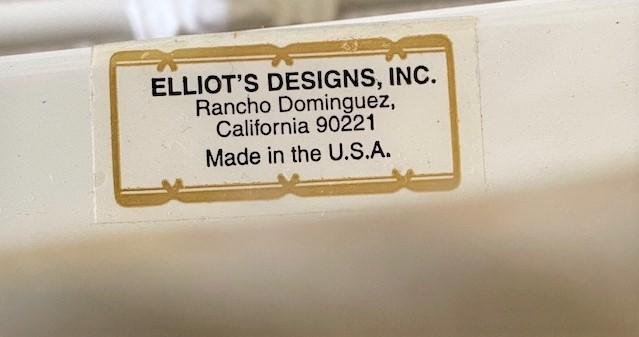 ELLIOT'S DESIGNS, INC.
Rancho Dominguez,
California 90221
Made in the U.S.A.